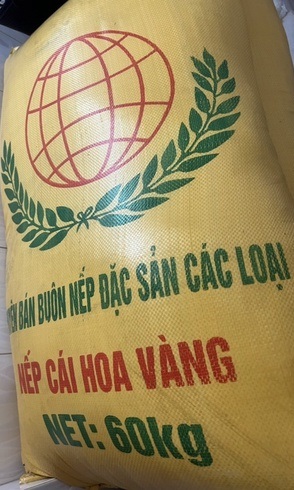 BÁN BUÔN NẾP ĐẶC SẢN CÁC LOẠI
NẾP CÁI HOA VÀNG
NET: 60kg